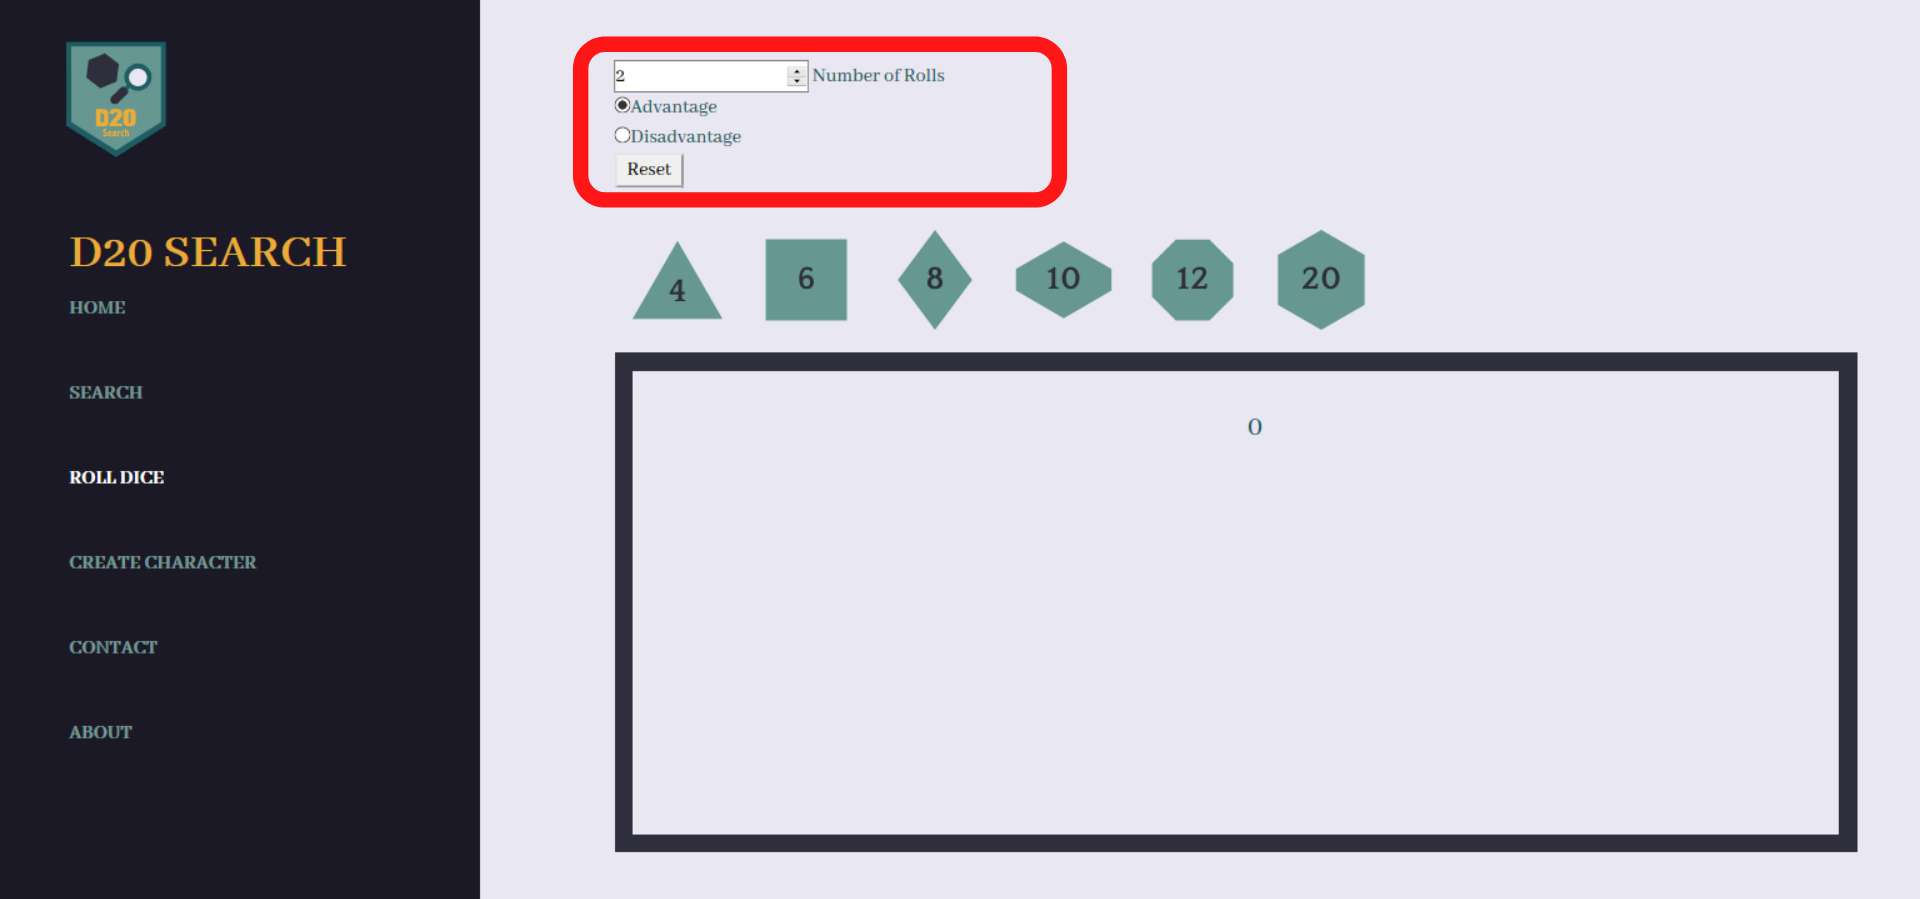 D20
Search
D20 SEARCH
HOME
SEARCH
ROLL DICE
CREATE CHARACTER
CONTACT
ABOUT
2 Number of Rolls
Advantage
Disadvantage
Reset
4 6 8 10 12 20
0